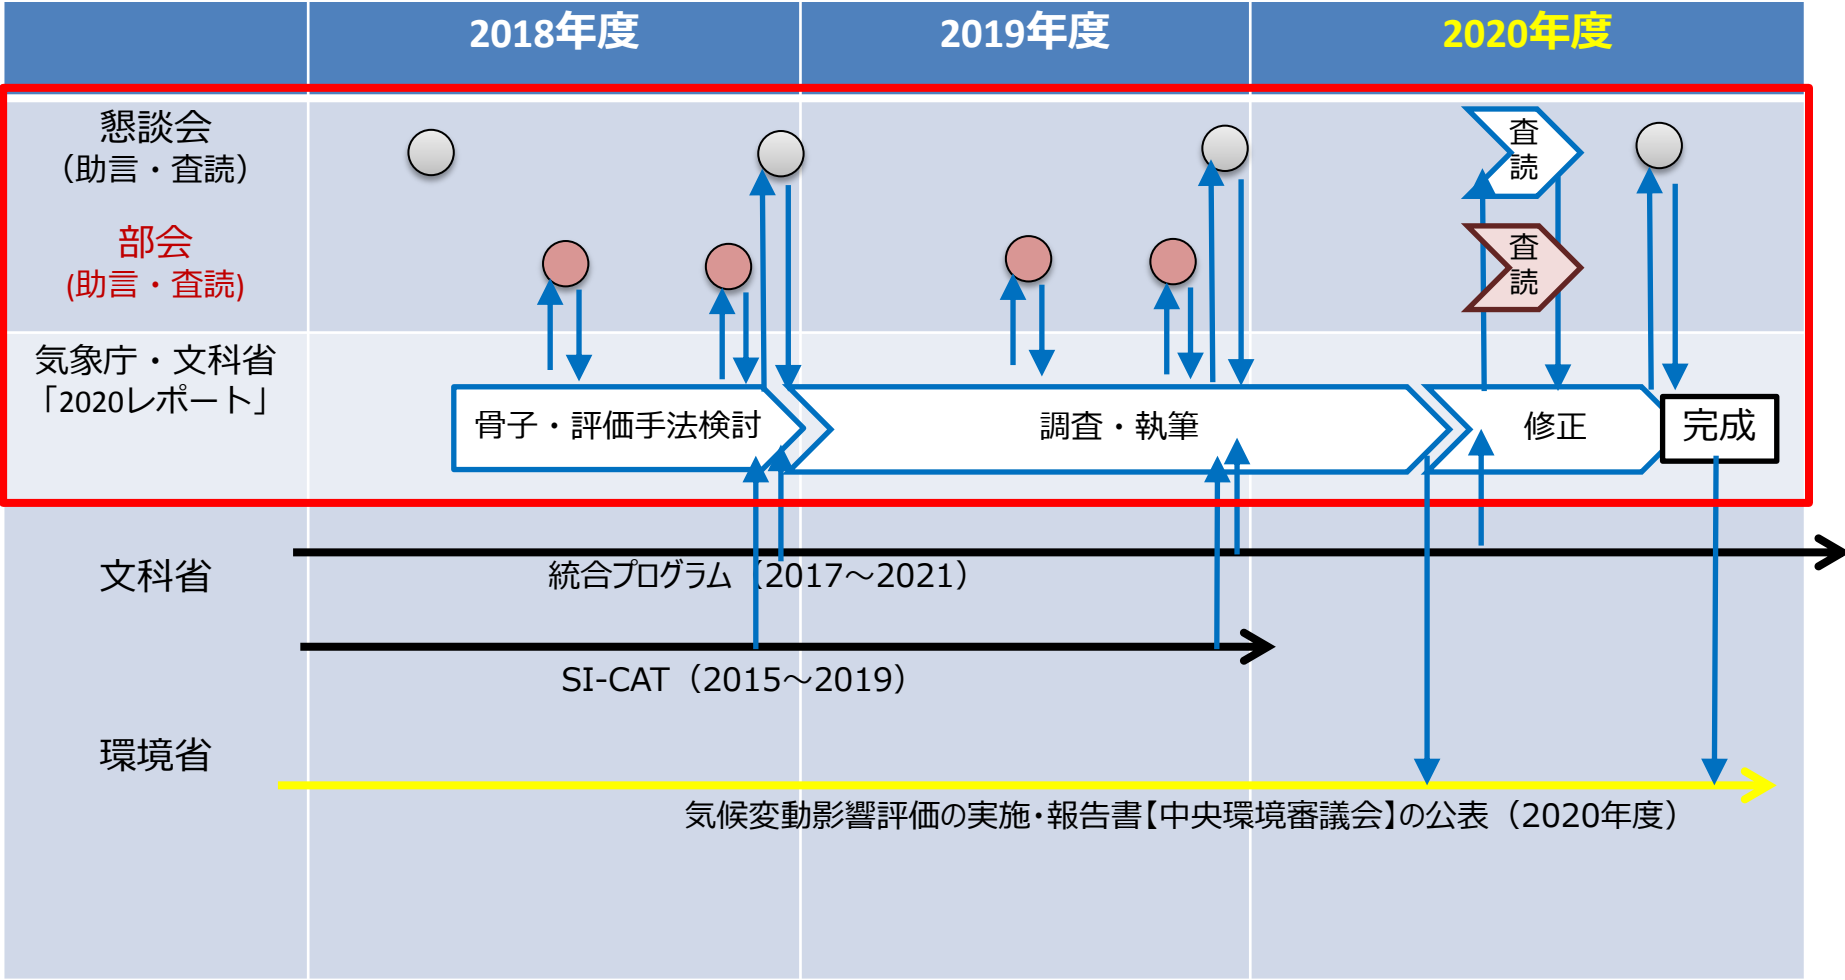 2018年度
2019年度
2020年度
懇談会
（助言・査読）
査
読
部会
(助言・査読)
査
読
気象庁・文科省
「2020レポート」
骨子・評価手法検討
調査・執筆
修正
完成
文科省
統合プログラム（2017～2021）
SI-CAT（2015～2019）
環境省
気候変動影響評価の実施・報告書【中央環境審議会】の公表（2020年度）